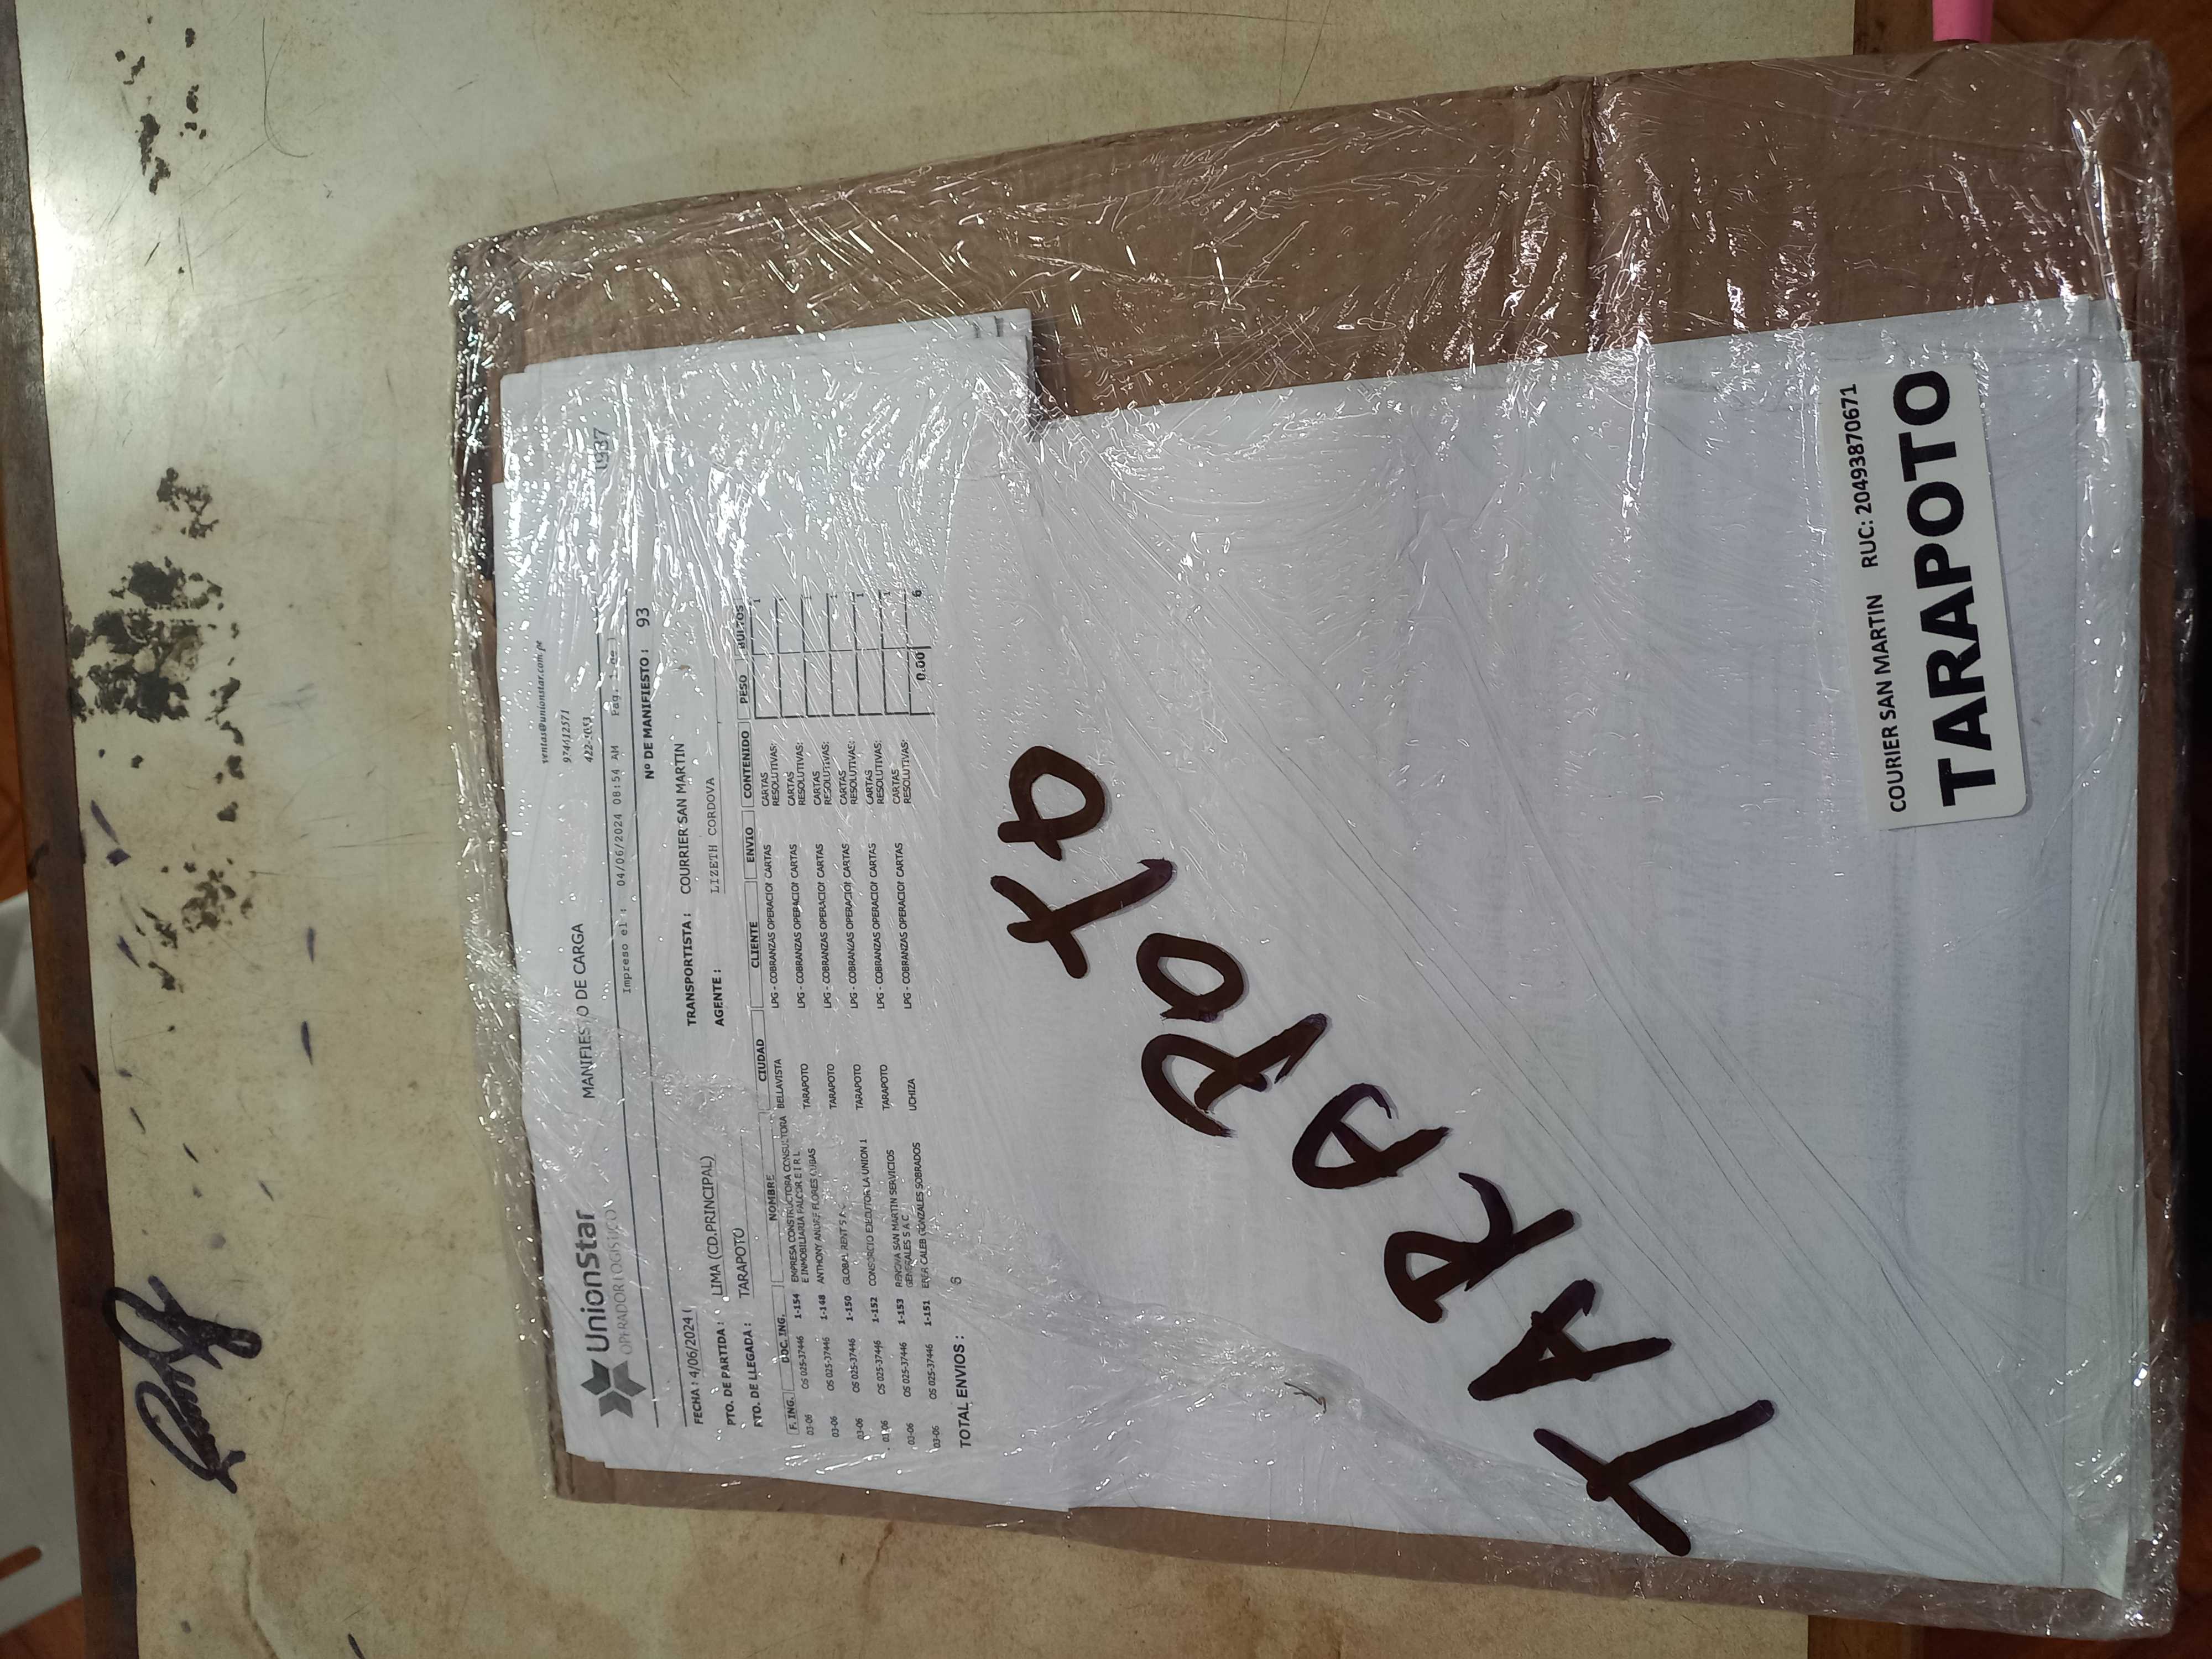 UnionStar
OPERADOR LOGISTICO
MANIFIESTO DE CARGA
ventas@unionstar.com.pe
1937
Impreso el : 04/06/2024 08:54 AM Pag. 1 de
Nº DE MANIFIESTO : 93
FECHA : 4/06/2024 (
PTO. DE PARTIDA : LIMA (CD.PRINCIPAL)
TRANSPORTISTA : COURRIER SAN MARTIN
PTO. DE LLEGADA : TARAPOTO
AGENTE : LIZETH CORDOVA
F. ING. DOC. ING. NOMBRE CIUDAD CLIENTE ENVIO CONTENIDO PESO BULTOS
03-06 OS 025-37446 1-154 EMPRESA CONSTRUCTORA CONSULTORA BELLAVISTA LPG - COBRANZAS OPERACIO CARTAS CARTAS 1
E INMOBILIARIA FALCOR E I R L RESOLUTIVAS:
03-06 OS 025-37446 1-148 ANTHONY FLORES TARAPOTO LPG - COBRANZAS OPERACIO CARTAS CARTAS
RESOLUTIVAS:
03-06 OS 025-37446 1-150 GLOBAL RENT TARAPOTO LPG - COBRANZAS OPERACIO CARTAS CARTAS 1
RESOLUTIVAS:
03-06 OS 025-37446 1-152 CONSORCIO EJECUTOR LA UNION 1 TARAPOTO LPG - COBRANZAS OPERACIO CARTAS CARTAS 1
RESOLUTIVAS:
03-06 OS 025-37446 1-153 RENOVA SAN MARTIN SERVICIOS TARAPOTO LPG - COBRANZAS OPERACIO CARTAS CARTAS 1
GENERALES S A C RESOLUTIVAS:
03-06 OS 025-37446 1-151 CALEB GONZALES SOBRADOS UCHIZA LPG - COBRANZAS OPERACIO CARTAS CARTAS 1
RESOLUTIVAS:
0.00 6
TOTAL ENVIOS : 6
TARAPOTO
COURIER SAN MARTIN RUC: 20493870671
TARAPOTO